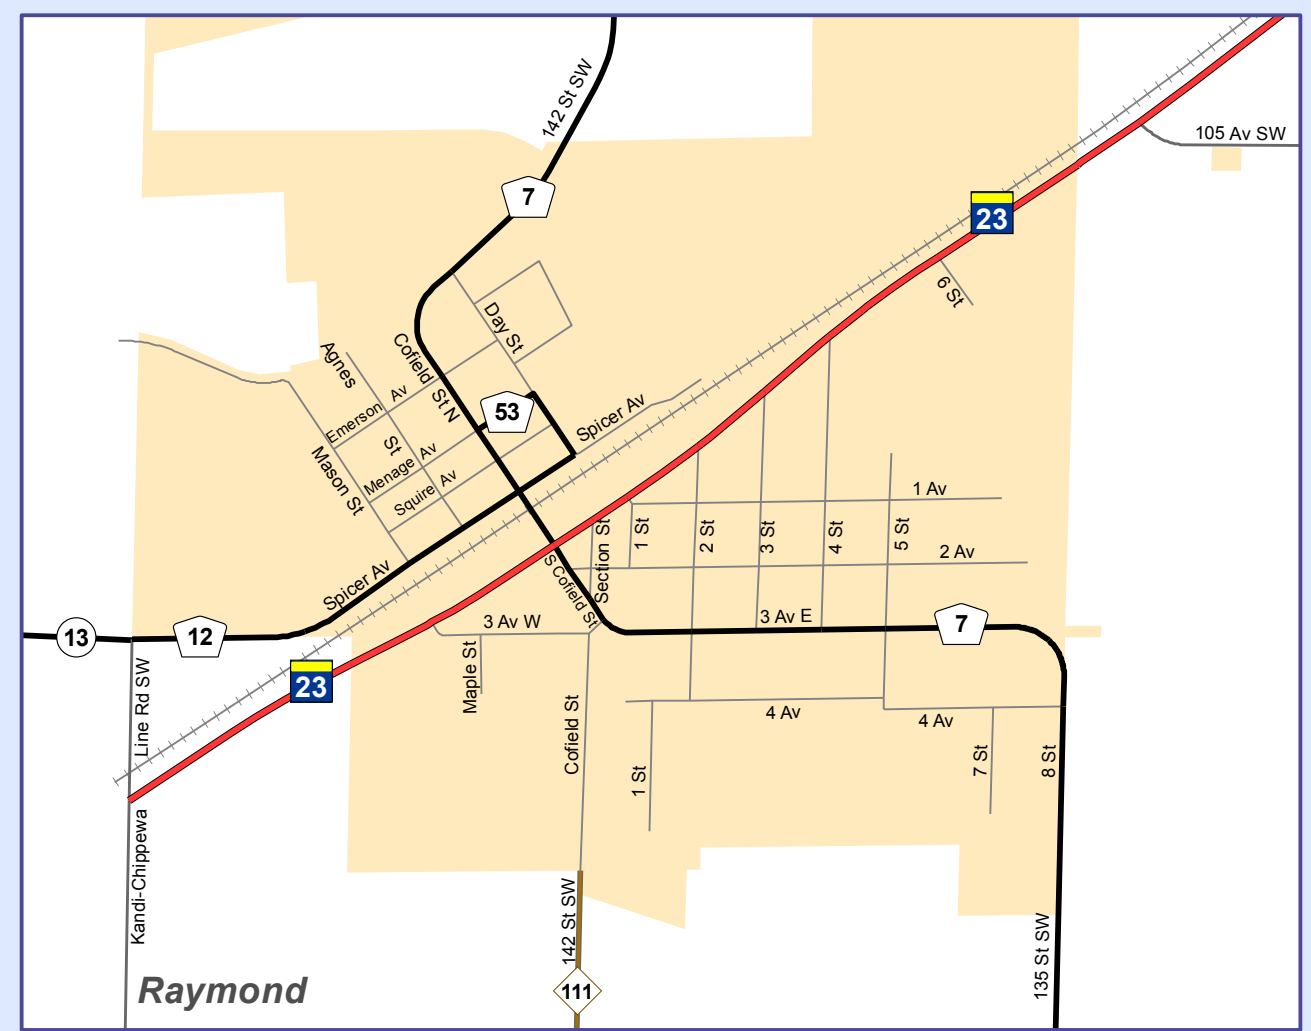 142 St SW
105 Av SW
7
23
6 St
Day St
Agnes
St
Cofield St N
Emerson Av
53
Spicer Av
Menage Av
Mason St
Squire Av
1 Av
Section St
1 St
2 St
3 St
4 St
5 St
2 Av
S Cofield St
Spicer Av
3 Av W
3 Av E
7
13
12
23
Line Rd SW
Maple St
Cofield St
4 Av
4 Av
1 St
7 St
8 St
Kandi-Chippewa
142 St SW
135 St SW
Raymond
111